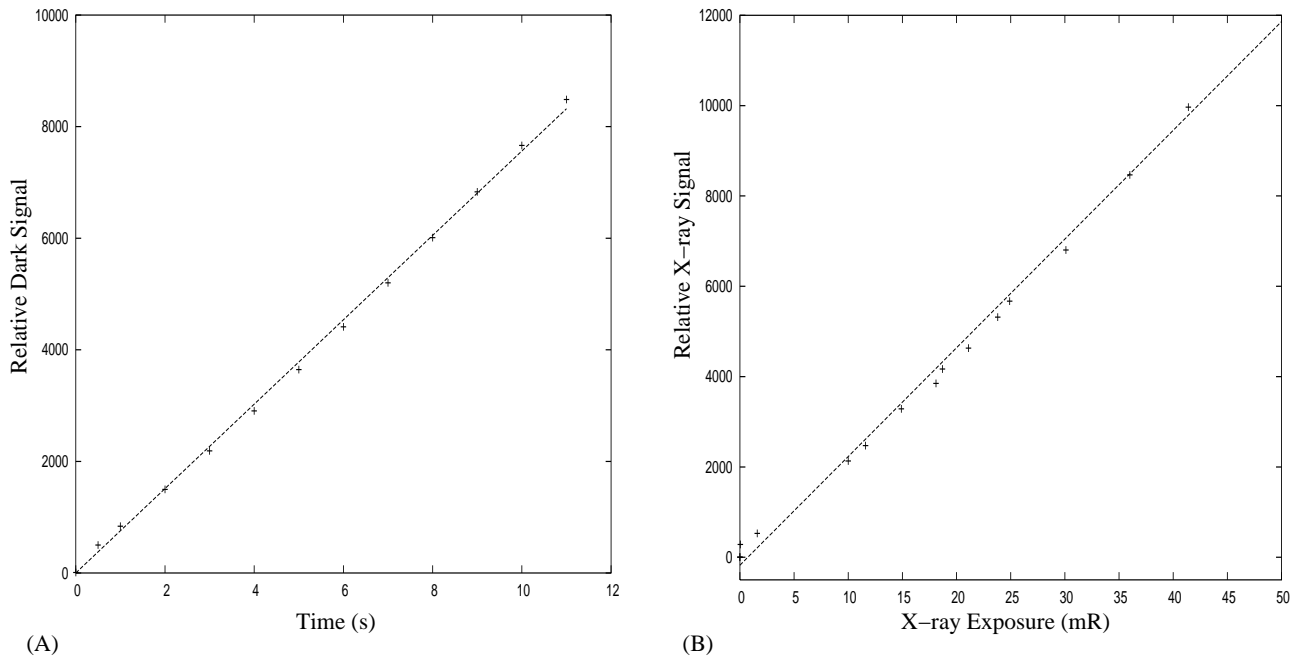 10000
8000
6000
4000
2000
0
Relative Dark Signal
0 2 4 6 8 10 12
Time (s)
(A)
12000
10000
8000
6000
4000
2000
0
Relative X-ray Signal
0 5 10 15 20 25 30 35 40 45 50
X-ray Exposure (mR)
(B)